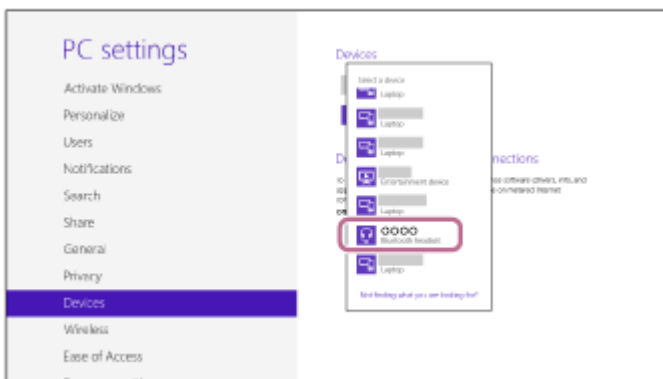 PC settings
Activate Windows
Personalize
Users
Notifications
Search
Share
General
Privacy
Devices
Wireless
Ease of Access
Devices
Select a device
Laptop
Laptop
Laptop
Entertainment device
Laptop
OOOO
Bluetooth headset
Laptop
Not finding what you are looking for?
nections